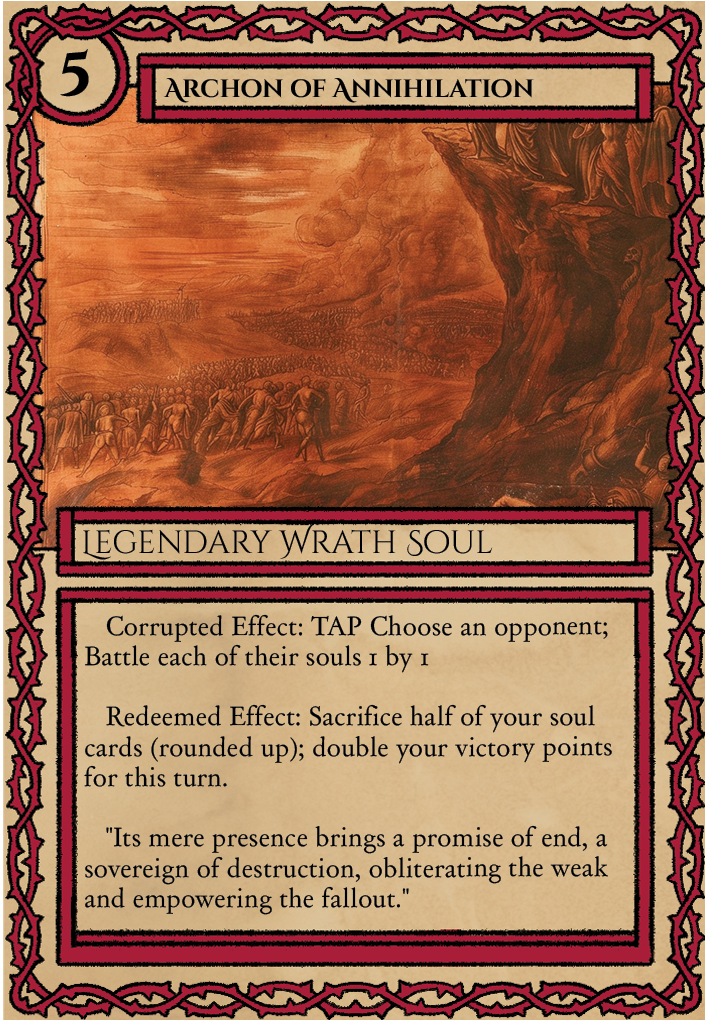 5
Archon of Annihilation
Legendary Wrath Soul
Corrupted Effect: TAP Choose an opponent;
Battle each of their souls 1 by 1
Redeemed Effect: Sacrifice half of your soul
cards (rounded up); double your victory points
for this turn.
"Its mere presence brings a promise of end, a
sovereign of destruction, obliterating the weak
and empowering the fallout."